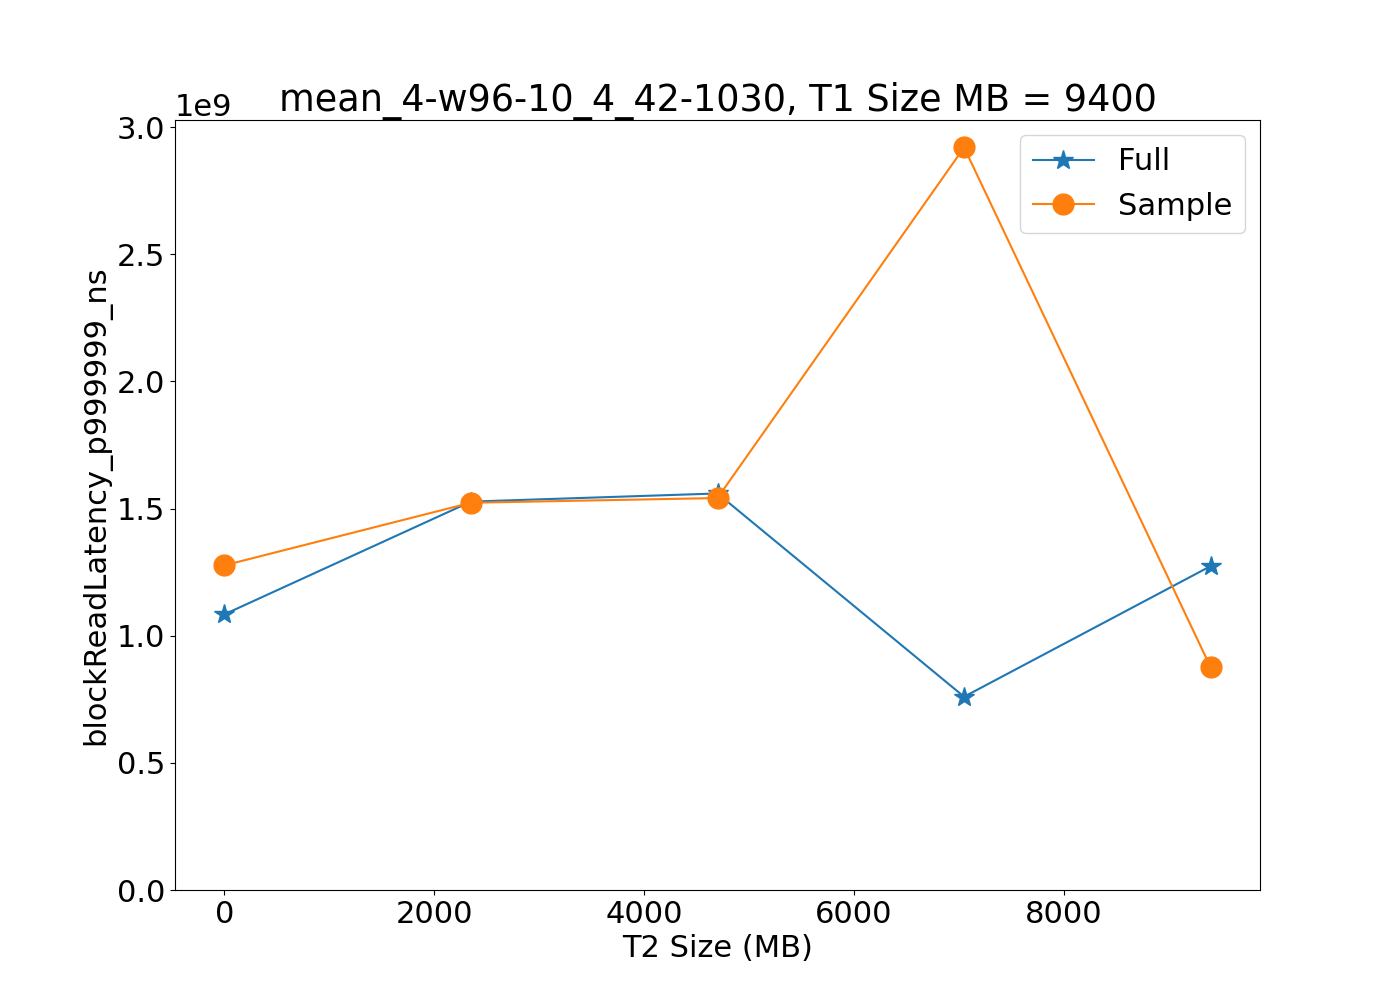 1e9
mean_4-w96-10_4_42-1030, T1 Size MB = 9400
Full
Sample
3.0
2.5
2.0
1.5
1.0
0.5
0.0
blockReadLatency_p999999_ns
0 2000 4000 6000 8000
T2 Size (MB)